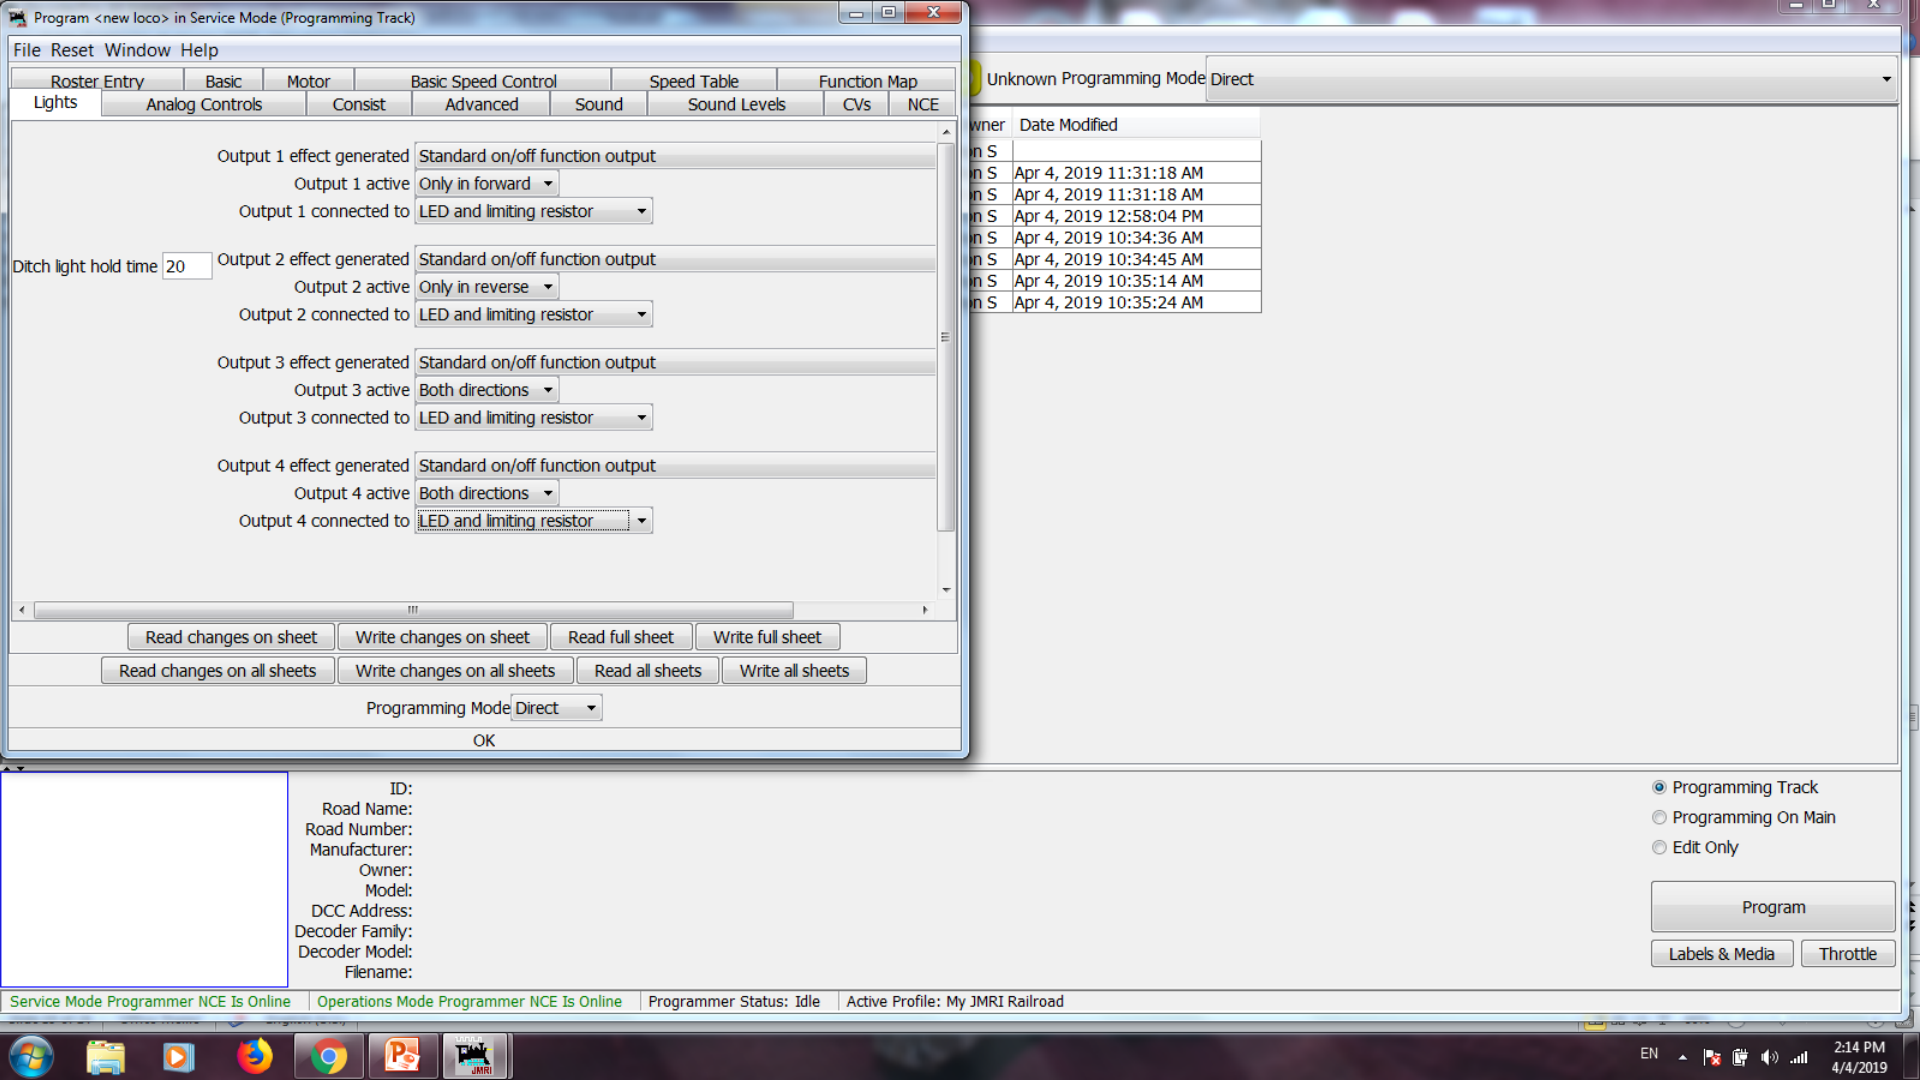 Program <new loco> in Service Mode (Programming Track)
File Reset Window Help
Roster Entry Basic Motor Basic Speed Control Speed Table Function Map
Lights Analog Controls Consist Advanced Sound Sound Levels CVs NCE
Output 1 effect generated Standard on/off function output
Output 1 active Only in forward
Output 1 connected to LED and limiting resistor
Ditch light hold time 20
Output 2 effect generated Standard on/off function output
Output 2 active Only in reverse
Output 2 connected to LED and limiting resistor
Output 3 effect generated Standard on/off function output
Output 3 active Both directions
Output 3 connected to LED and limiting resistor
Output 4 effect generated Standard on/off function output
Output 4 active Both directions
Output 4 connected to LED and limiting resistor
Read changes on sheet Write changes on sheet Read full sheet Write full sheet
Read changes on all sheets Write changes on all sheets Read all sheets Write all sheets
Programming Mode Direct
OK
Unknown Programming Mode Direct
wner Date Modified
on S
on S Apr 4, 2019 11:31:18 AM
on S Apr 4, 2019 11:31:18 AM
on S Apr 4, 2019 12:58:04 PM
on S Apr 4, 2019 10:34:36 AM
on S Apr 4, 2019 10:34:45 AM
on S Apr 4, 2019 10:35:14 AM
on S Apr 4, 2019 10:35:24 AM
ID:
Road Name:
Road Number:
Manufacturer:
Owner:
Model:
DCC Address:
Decoder Family:
Decoder Model:
Filename:
Programming Track
Programming On Main
Edit Only
Program
Labels & Media Throttle
Service Mode Programmer NCE Is Online Operations Mode Programmer NCE Is Online Programmer Status: Idle Active Profile: My JMRI Railroad
JMRI
EN
2:14 PM
4/4/2019